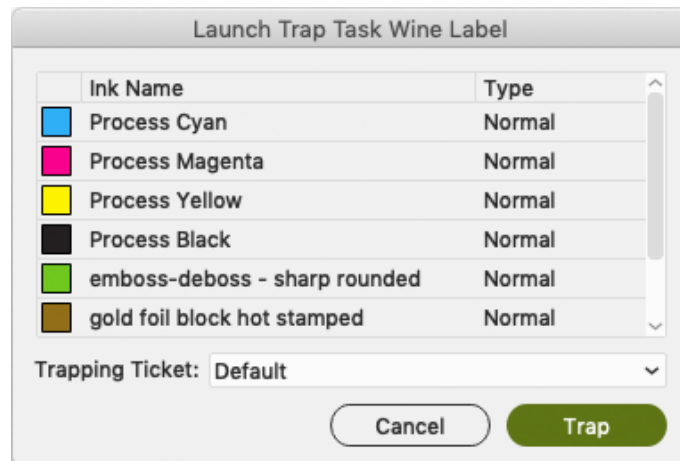 Launch Trap Task Wine Label
Ink Name Type
Process Cyan Normal
Process Magenta Normal
Process Yellow Normal
Process Black Normal
emboss-deboss - sharp rounded Normal
gold foil block hot stamped Normal
Trapping Ticket: Default
Cancel Trap